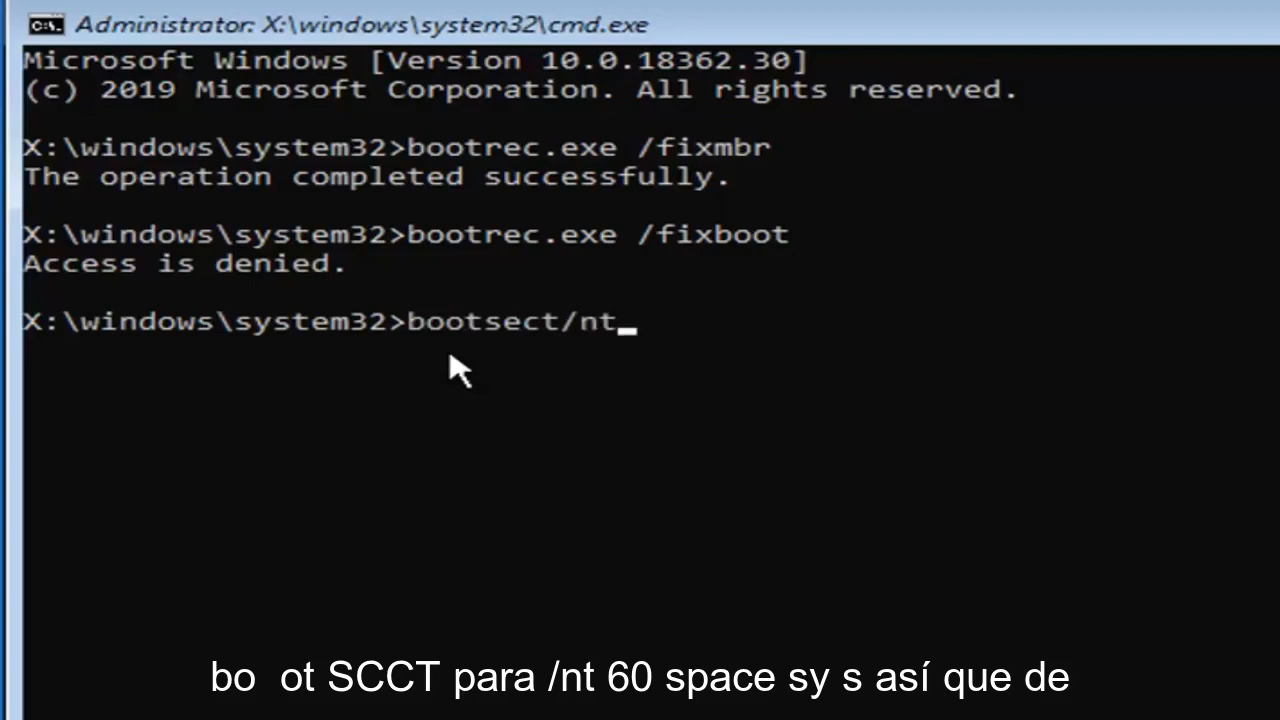 Administrator: X:\windows\system32\cmd.exe
Microsoft Windows [Version 10.0.18362.30]
(c) 2019 Microsoft Corporation. All rights reserved.
X:\windows\system32>bootrec.exe /fixmbr
The operation completed successfully.
X:\windows\system32>bootrec.exe /fixboot
Access is denied.
X:\windows\system32>bootsect/nt_
bo ot SCCT para /nt 60 space sy s así que de